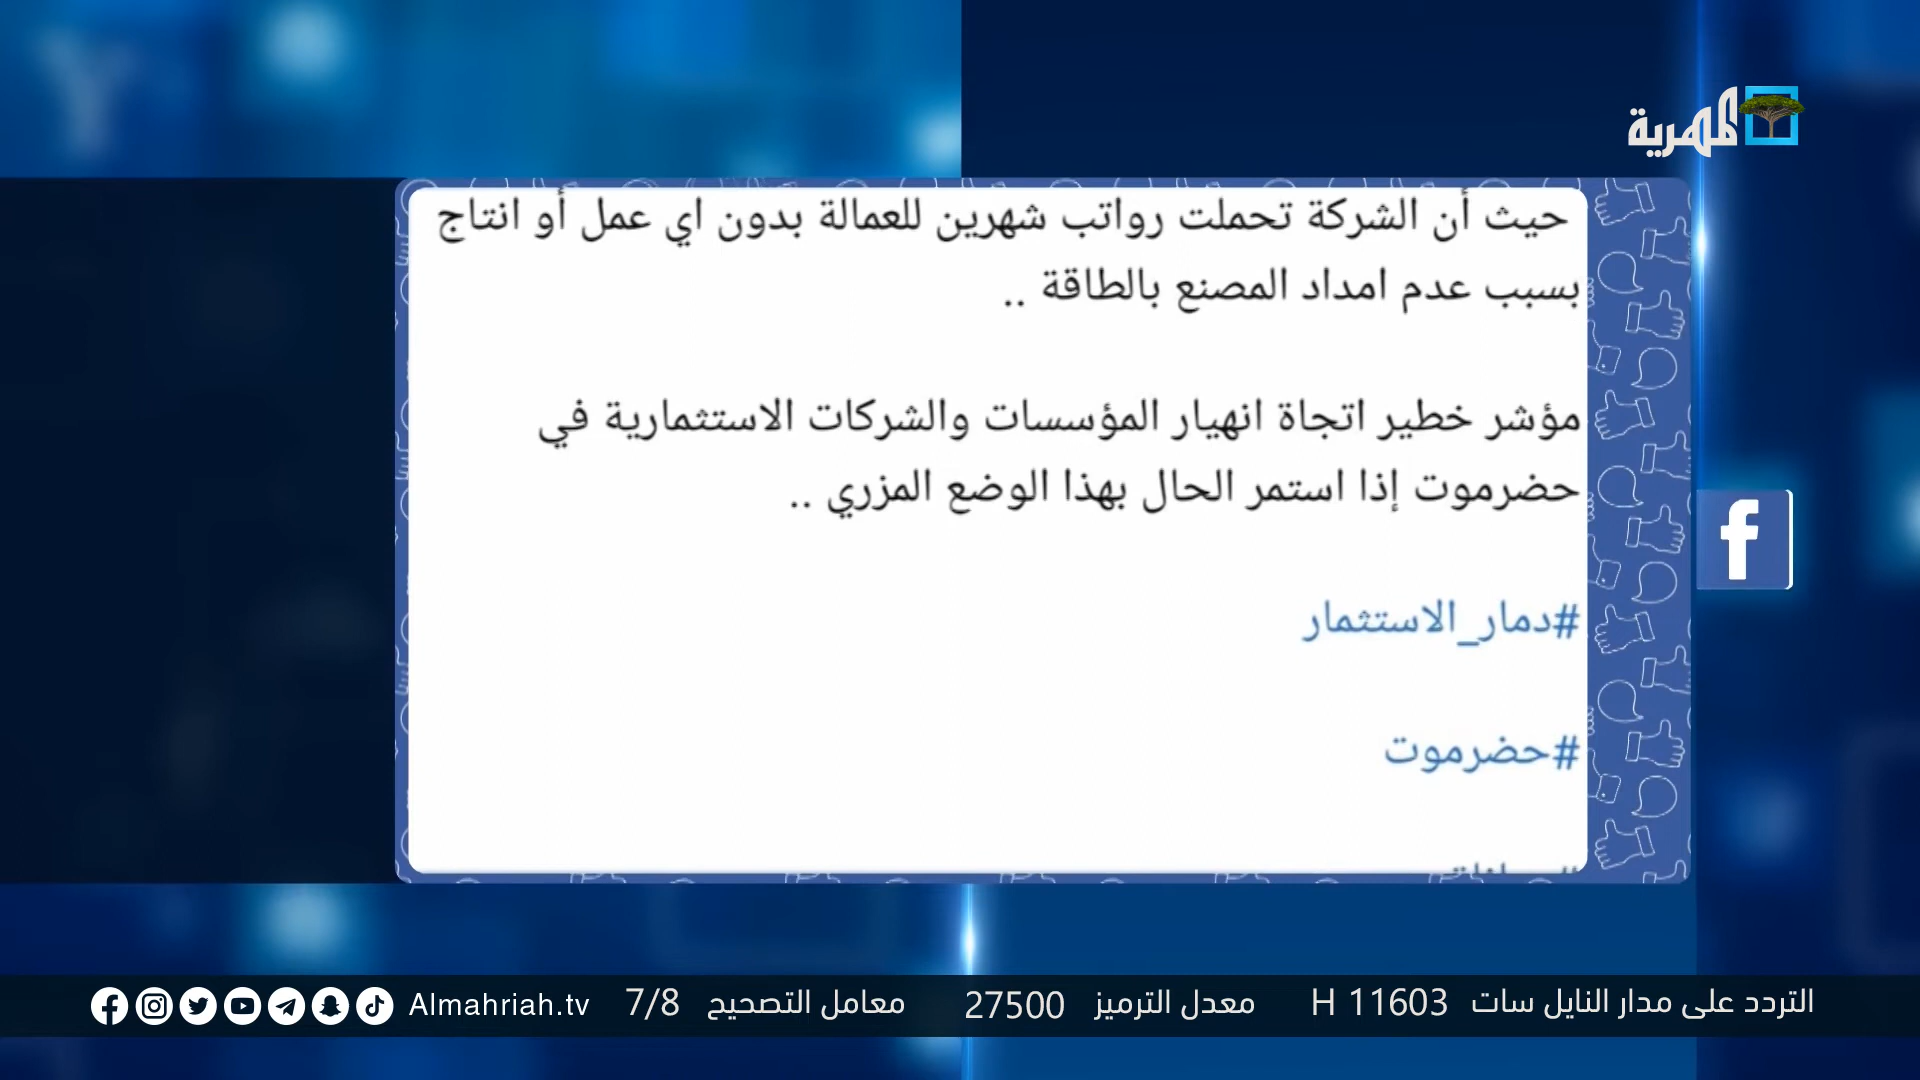 المهرية
حيث أن الشركة تحملت رواتب شهرين للعمالة بدون اي عمل أو انتاج
بسبب عدم امداد المصنع بالطاقة ..
مؤشر خطير اتجاة انهيار المؤسسات والشركات الاستثمارية في
حضرموت إذا استمر الحال بهذا الوضع المزري ..
#دمار_الاستثمار
#حضرموت
التردد على مدار النايل سات H 11603 معدل الترميز 27500 معامل التصحيح 7/8 Almahriah.tv